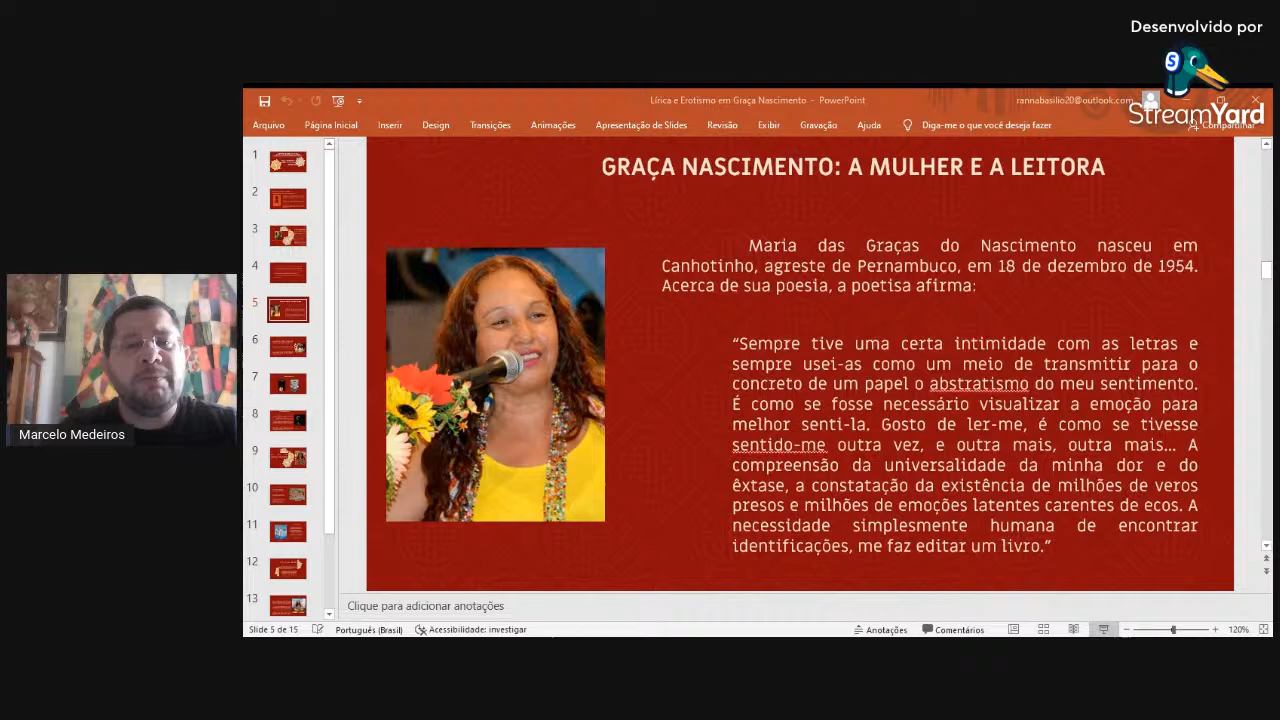 Desenvolvido por
S
StreamYard
Lírica e Erotismo em Graça Nascimento - PowerPoint
rannabasilio20@outlook.com
Arquivo Página Inicial Inserir Design Transições Animações Apresentação de Slides Revisão Exibir Gravação Ajuda Diga-me o que você deseja fazer Compartilhar
1
2
3
4
5
6
7
8
9
10
11
12
13
GRAÇA NASCIMENTO: A MULHER E A LEITORA
Maria das Graças do Nascimento nasceu em
Canhotinho, agreste de Pernambuco, em 18 de dezembro de 1954.
Acerca de sua poesia, a poetisa afirma:
“Sempre tive uma certa intimidade com as letras e
sempre usei-as como um meio de transmitir para o
concreto de um papel o abstratismo do meu sentimento.
É como se fosse necessário visualizar a emoção para
melhor senti-la. Gosto de ler-me, é como se tivesse
sentido-me outra vez, e outra mais, outra mais... A
compreensão da universalidade da minha dor e do
êxtase, a constatação da existência de milhões de veros
presos e milhões de emoções latentes carentes de ecos. A
necessidade simplesmente humana de encontrar
identificações, me faz editar um livro.”
Marcelo Medeiros
Clique para adicionar anotações
Slide 5 de 15 Português (Brasil) Acessibilidade: investigar Anotações Comentários 120%